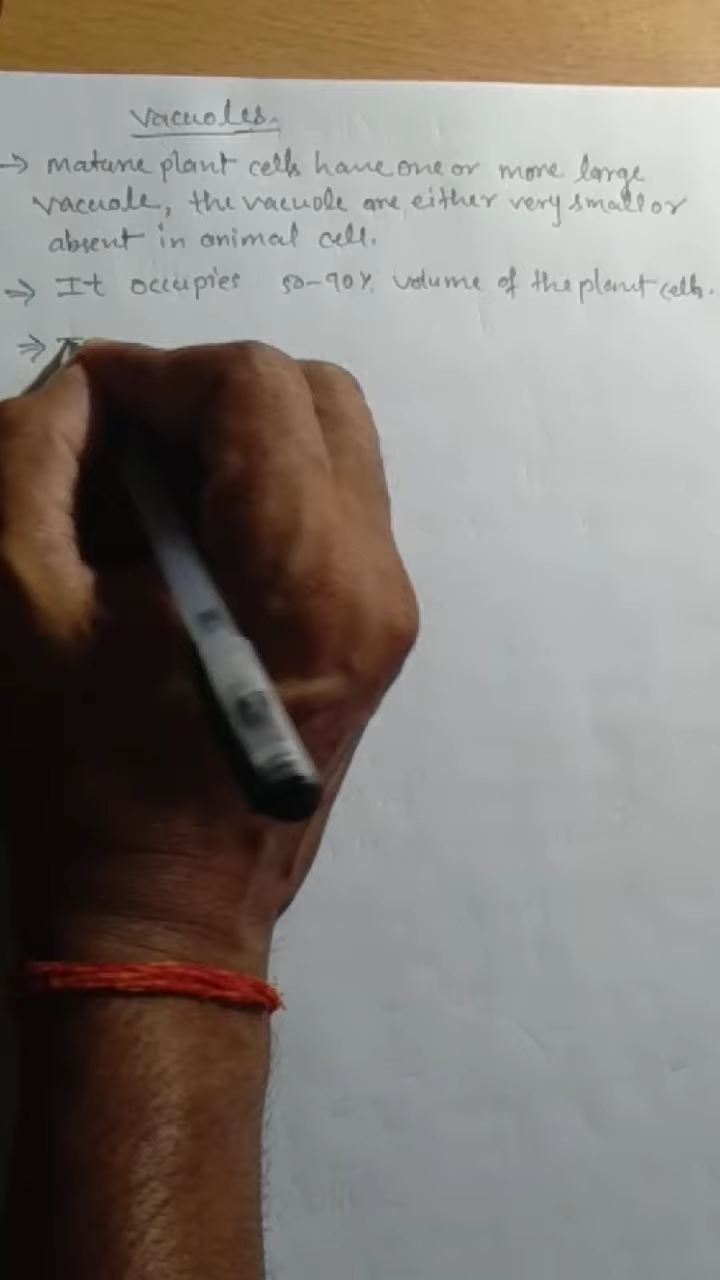 Vacuoles.
→ mature plant cells have one or more large
vacuole, the vacuole are either very small or
absent in animal cell.
⇒ It occupies 50-90% volume of the plant cells.
⇒